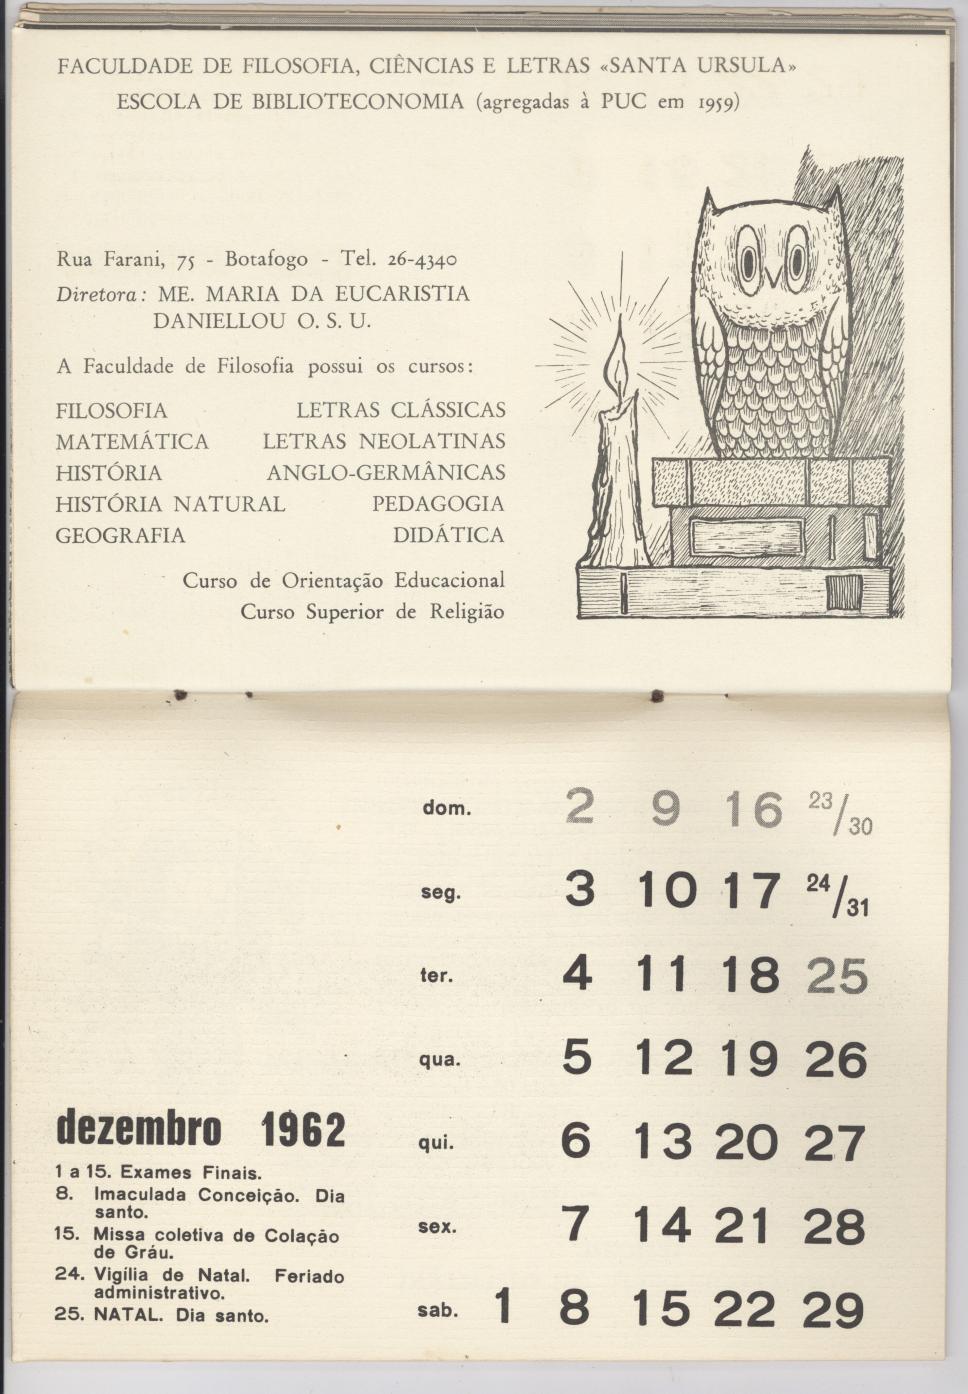 FACULDADE DE FILOSOFIA, CIÊNCIAS E LETRAS «SANTA URSULA»
ESCOLA DE BIBLIOTECONOMIA (agregadas à PUC em 1959)
Rua Farani, 75 - Botafogo - Tel. 26-4340
Diretora: ME. MARIA DA EUCARISTIA
DANIELLOU O. S. U.
A Faculdade de Filosofia possui os cursos:
FILOSOFIA LETRAS CLÁSSICAS
MATEMÁTICA LETRAS NEOLATINAS
HISTÓRIA ANGLO-GERMÂNICAS
HISTÓRIA NATURAL PEDAGOGIA
GEOGRAFIA DIDÁTICA
Curso de Orientação Educacional
Curso Superior de Religião
dom. 2 9 16 23/30
seg. 3 10 17 24/31
ter. 4 11 18 25
qua. 5 12 19 26
qui. 6 13 20 27
sex. 7 14 21 28
sab. 1 8 15 22 29
dezembro 1962
1 a 15. Exames Finais.
8. Imaculada Conceição. Dia
santo.
15. Missa coletiva de Colação
de Gráu.
24. Vigília de Natal. Feriado
administrativo.
25. NATAL. Dia santo.